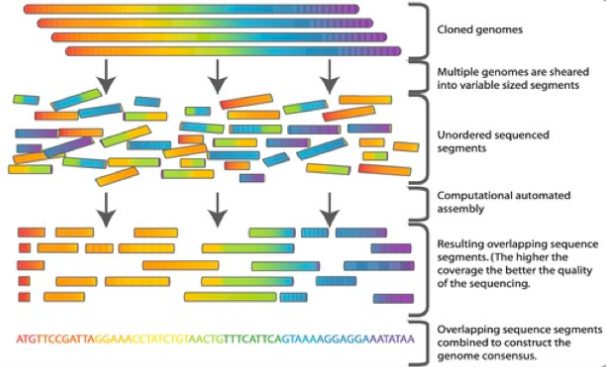 Cloned genomes
Multiple genomes are sheared
into variable sized segments
Unordered sequenced
segments
Computational automated
assembly
Resulting overlapping sequence
segments. (The higher the
coverage the better the quality
of the sequencing.
ATGTTCCGATTAGGAAACCTATCTGTAACTGTTTCATTCAGTAAAAGGAGGAAATATAA
Overlapping sequence segments
combined to construct the
genome consensus.